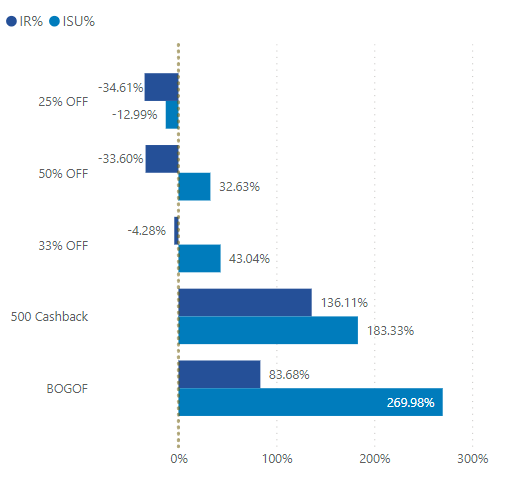 IR% ISU%
25% OFF -34.61%
-12.99%
50% OFF -33.60%
32.63%
33% OFF -4.28%
43.04%
500 Cashback 136.11%
183.33%
BOGOF 83.68%
269.98%
0% 100% 200% 300%